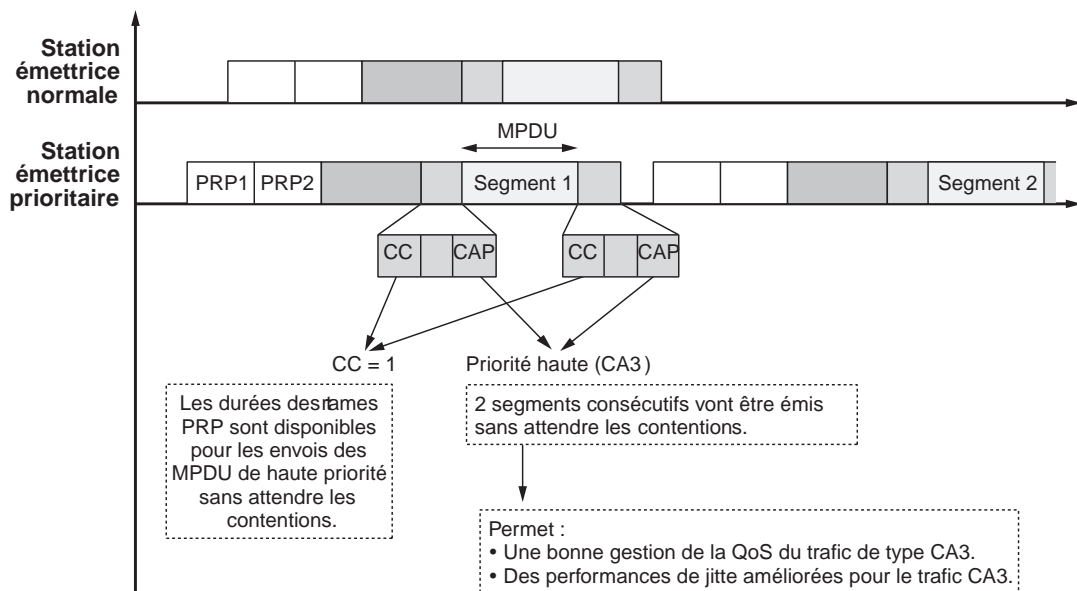 Station
émettrice
normale
MPDU
Station
émettrice
prioritaire
PRP1 PRP2 Segment 1 Segment 2
CC CAP CC CAP
CC = 1
Priorité haute (CA3)
Les durées des
PRP sont disponibles
pour les envois des
MPDU de haute priorité
sans attendre les
contentions.
2 segments consécutifs vont être émis
sans attendre les contentions.
Permet :
• Une bonne gestion de la QoS du trafic de type CA3.
• Des performances de jitte améliorées pour le trafic CA3.